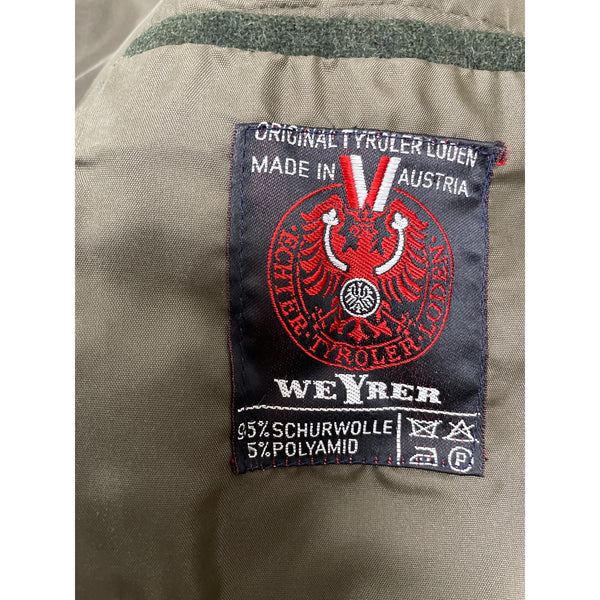 ORIGINAL TYROLER LODEN
MADE IN AUSTRIA
· ECHTER · TYROLER · LODEN ·
WEYRER
95% SCHURWOLLE
5% POLYAMID
P